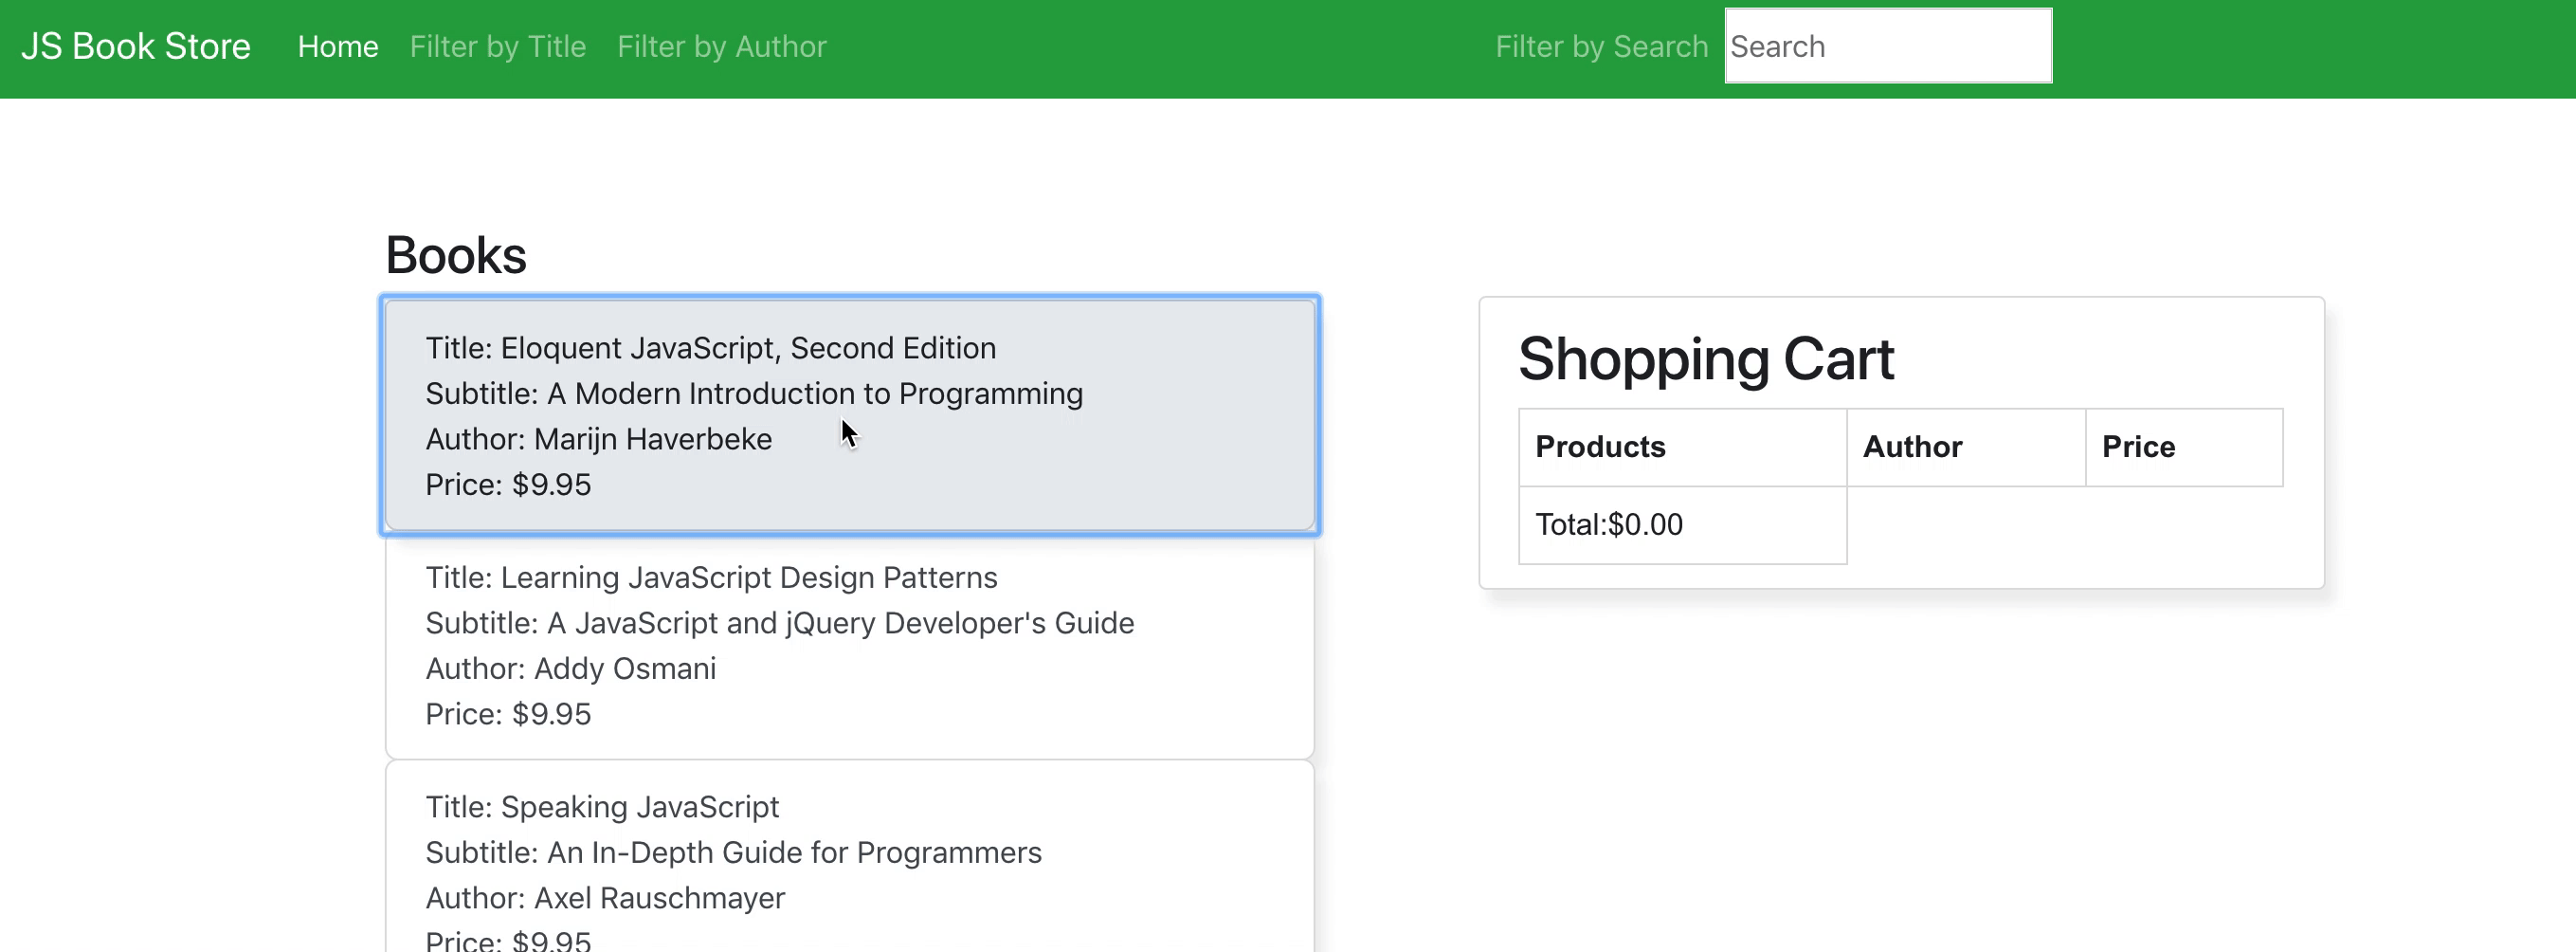 JS Book Store Home Filter by Title Filter by Author Filter by Search Search
Books
Title: Eloquent JavaScript, Second Edition
Subtitle: A Modern Introduction to Programming
Author: Marijn Haverbeke
Price: $9.95
Title: Learning JavaScript Design Patterns
Subtitle: A JavaScript and jQuery Developer's Guide
Author: Addy Osmani
Price: $9.95
Title: Speaking JavaScript
Subtitle: An In-Depth Guide for Programmers
Author: Axel Rauschmayer
Price: $9.95
Shopping Cart
Products Author Price
Total:$0.00